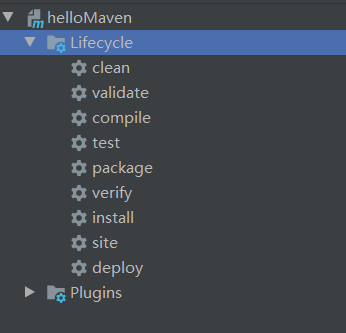 helloMaven
Lifecycle
clean
validate
compile
test
package
verify
install
site
deploy
Plugins